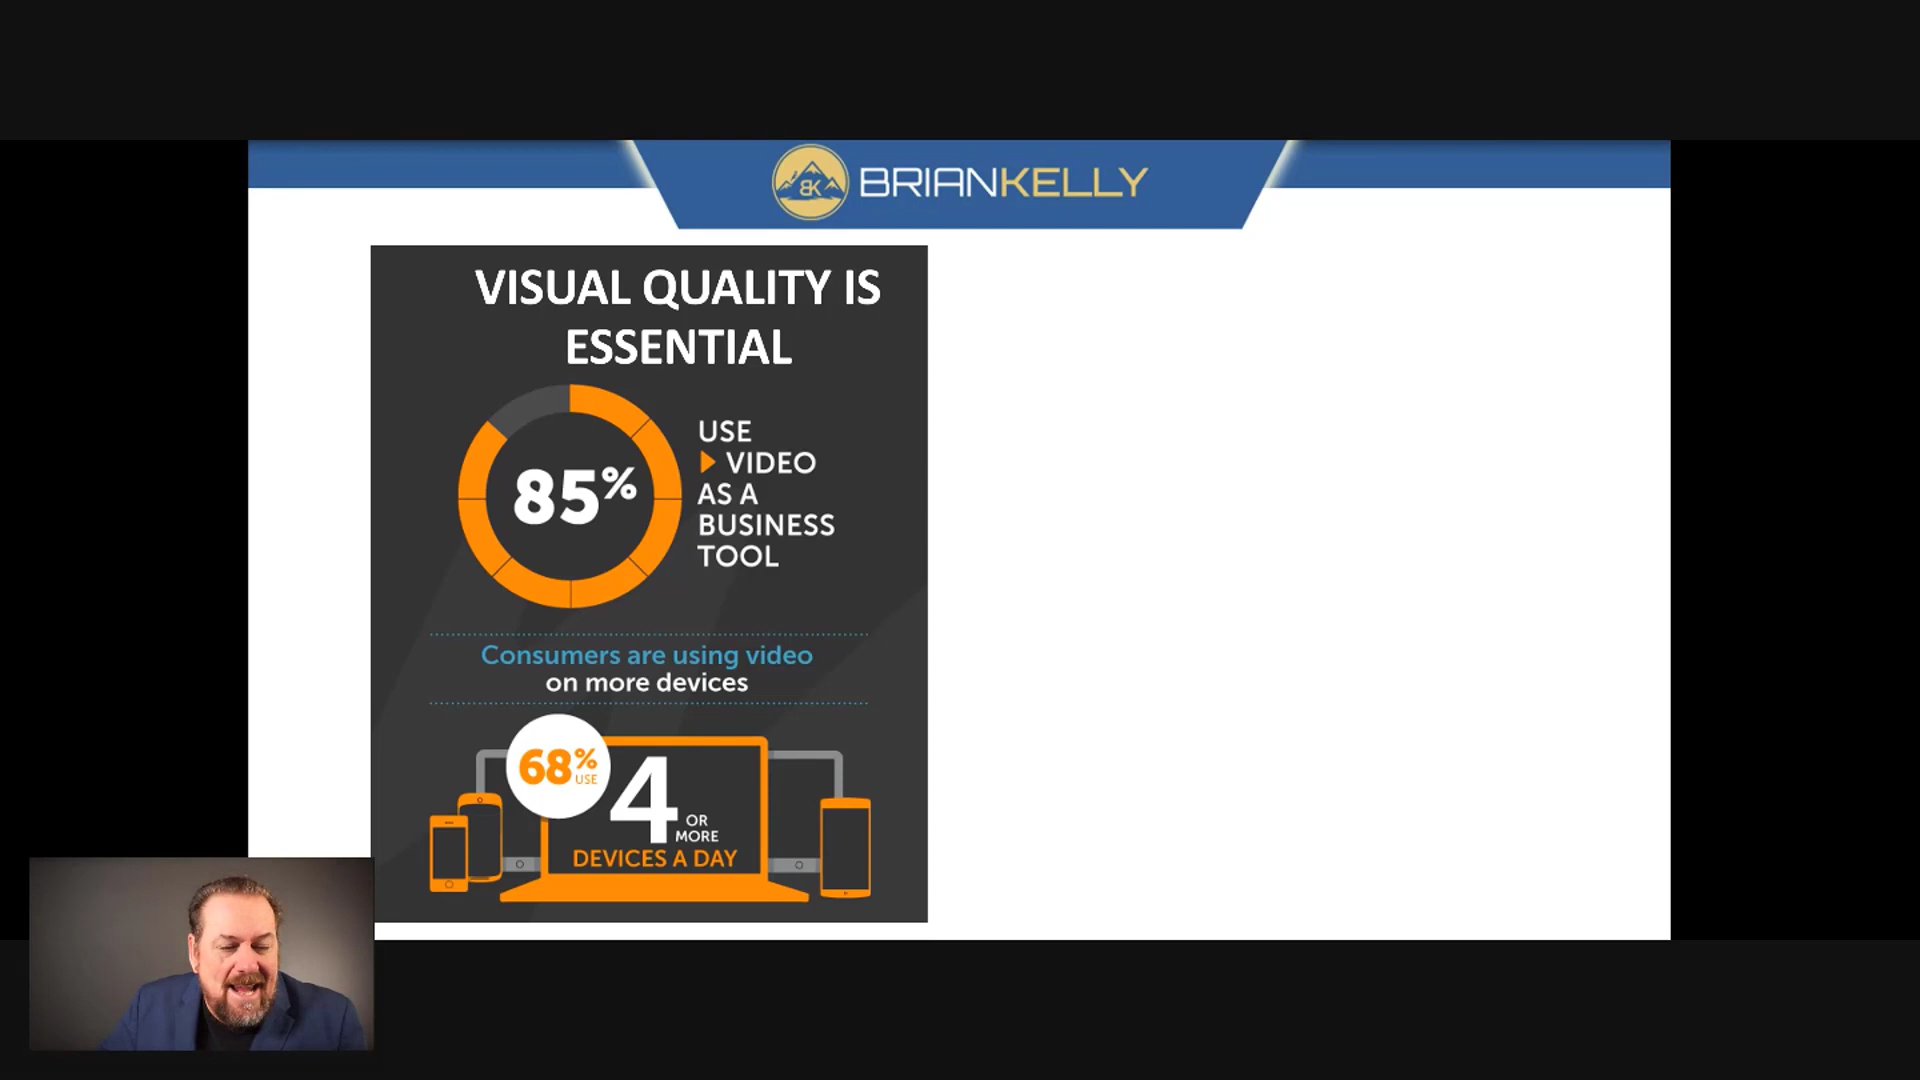 BK BRIANKELLY
VISUAL QUALITY IS
ESSENTIAL
85%
USE
VIDEO
AS A
BUSINESS
TOOL
Consumers are using video
on more devices
68%
USE
4
OR
MORE
DEVICES A DAY